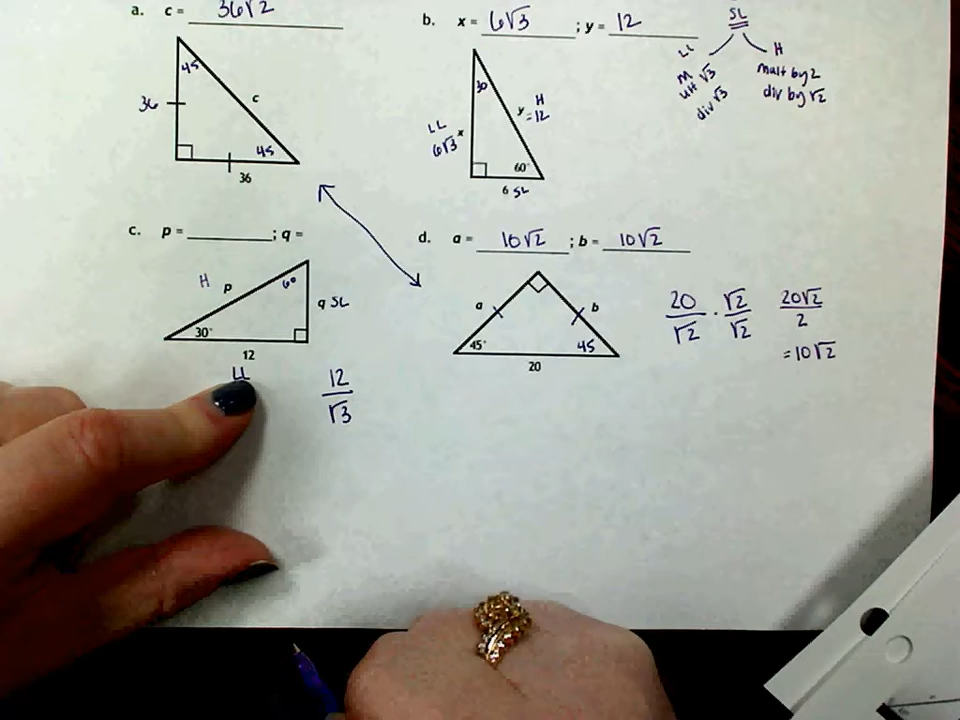 a. c = 36√2
45
36
c
45
36
b. x = 6√3 ; y = 12
30
LL
6√3
x
y
H
=12
60°
6 SL
SL
LL
M
ult √3
div √3
H
mult by 2
div by √2
c. p = ________ ; q =
H p
60
q SL
30°
12
LL
12
√3
d. a = 10√2 ; b = 10√2
a
b
45°
45
20
20/√2 · √2/√2
20√2/2
= 10√2